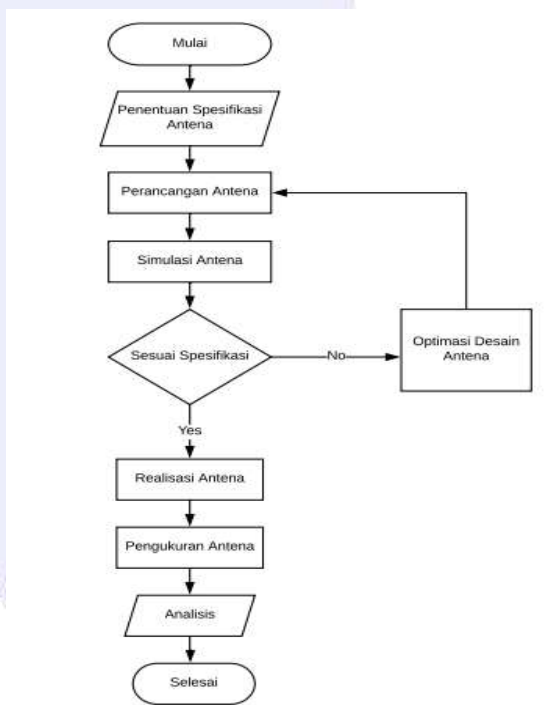 Mulai
Penentuan Spesifikasi
Antena
Perancangan Antena
Simulasi Antena
Sesuai Spesifikasi
No
Optimasi Desain
Antena
Yes
Realisasi Antena
Pengukuran Antena
Analisis
Selesai